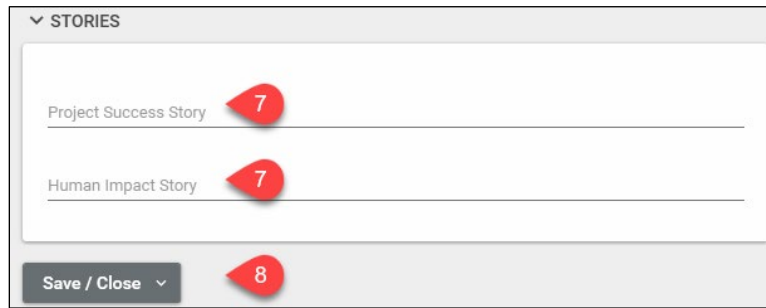 STORIES
Project Success Story 7
Human Impact Story 7
Save / Close 8